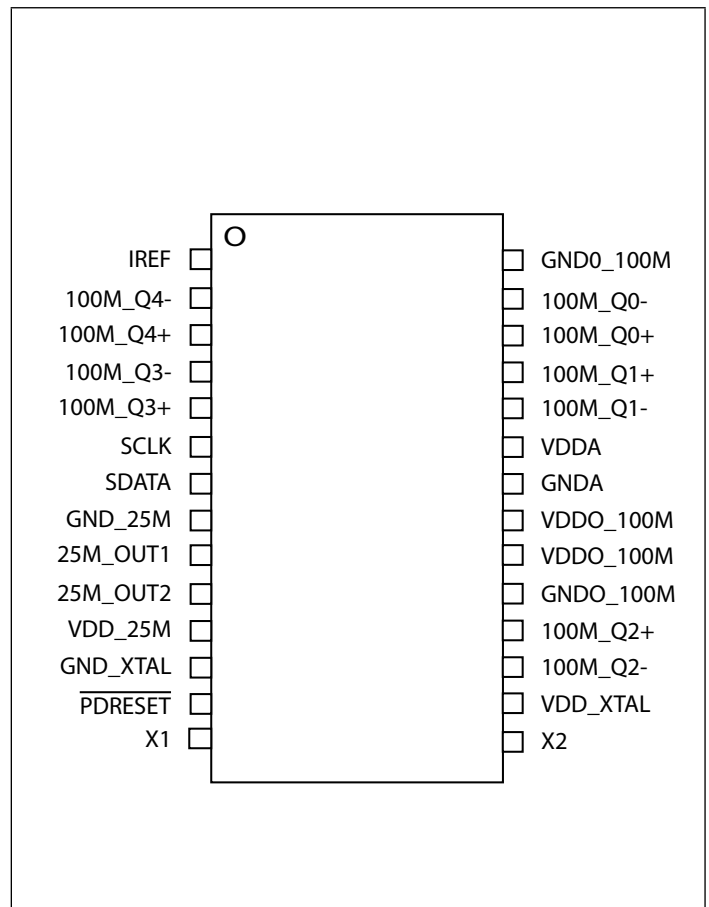 IREF
100M_Q4-
100M_Q4+
100M_Q3-
100M_Q3+
SCLK
SDATA
GND_25M
25M_OUT1
25M_OUT2
VDD_25M
GND_XTAL
PDRESET
X1
GND0_100M
100M_Q0-
100M_Q0+
100M_Q1+
100M_Q1-
VDDA
GNDA
VDDO_100M
VDDO_100M
GNDO_100M
100M_Q2+
100M_Q2-
VDD_XTAL
X2